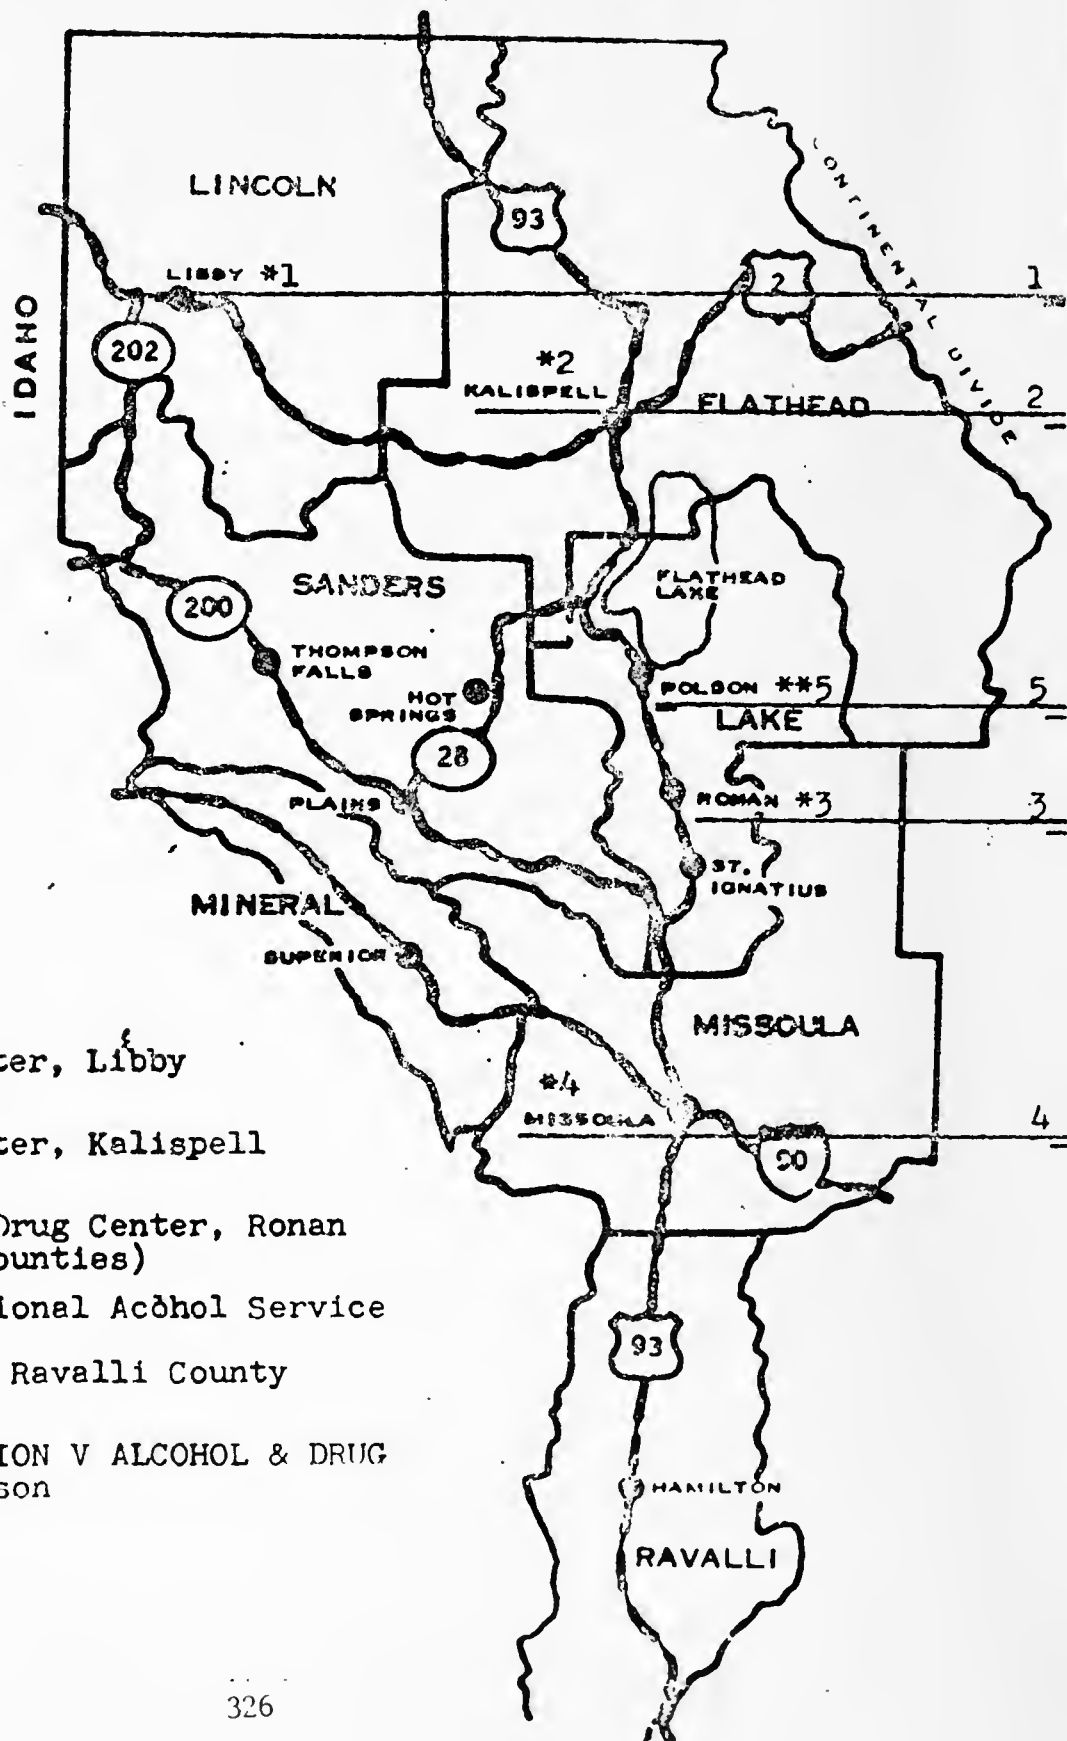 LINCOLN
93
CONTINENTAL DIVIDE
IDAHO
LIBBY *1
1
2
202
*2
KALISPELL
FLATHEAD
2
SANDERS
FLATHEAD
LAKE
200
THOMPSON
FALLS
HOT
SPRINGS
POLSON **5
5
LAKE
28
PLAINS
RONAN *3
3
ST.
IGNATIUS
MINERAL
SUPERIOR
MISSOULA
ter, Libby
*4
MISSOULA
4
ter, Kalispell
90
Drug Center, Ronan
ounties)
ional Acohol Service
93
Ravalli County
ION V ALCOHOL & DRUG
son
HAMILTON
RAVALLI
326